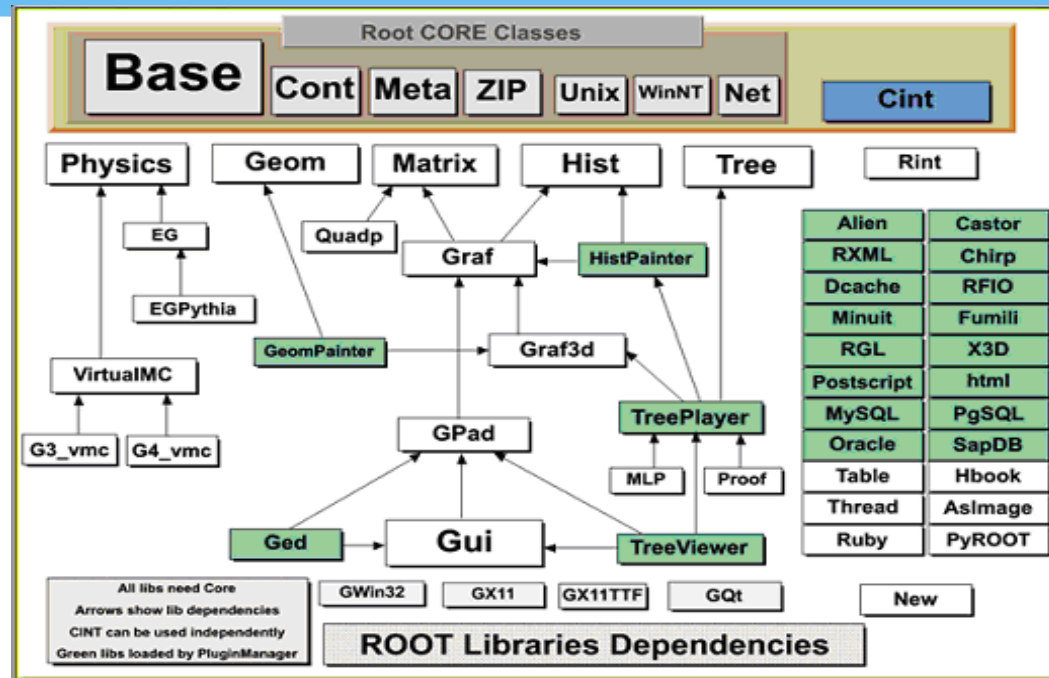 Root CORE Classes
Base
Cont
Meta
ZIP
Unix
WinNT
Net
Cint
Physics
Geom
Matrix
Hist
Tree
Rint
EG
Quadp
Graf
HistPainter
EGPythia
GeomPainter
Graf3d
VirtualMC
TreePlayer
GPad
G3_vmc
G4_vmc
MLP
Proof
Ged
Gui
TreeViewer
Alien
Castor
RXML
Chirp
Dcache
RFIO
Minuit
Fumili
RGL
X3D
Postscript
html
MySQL
PgSQL
Oracle
SapDB
Table
Hbook
Thread
AsImage
Ruby
PyROOT
All libs need Core
Arrows show lib dependencies
CINT can be used independently
Green libs loaded by PluginManager
GWin32
GX11
GX11TTF
GQt
New
ROOT Libraries Dependencies